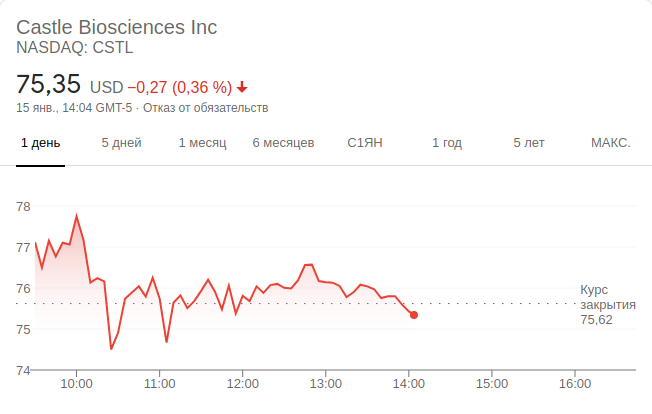 Castle Biosciences Inc
NASDAQ: CSTL
75,35 USD −0,27 (0,36 %)
15 янв., 14:04 GMT-5 · Отказ от обязательств
1 день 5 дней 1 месяц 6 месяцев С1ЯН 1 год 5 лет МАКС.
78
77
76
75
74
Курс
закрытия
75,62
10:00 11:00 12:00 13:00 14:00 15:00 16:00